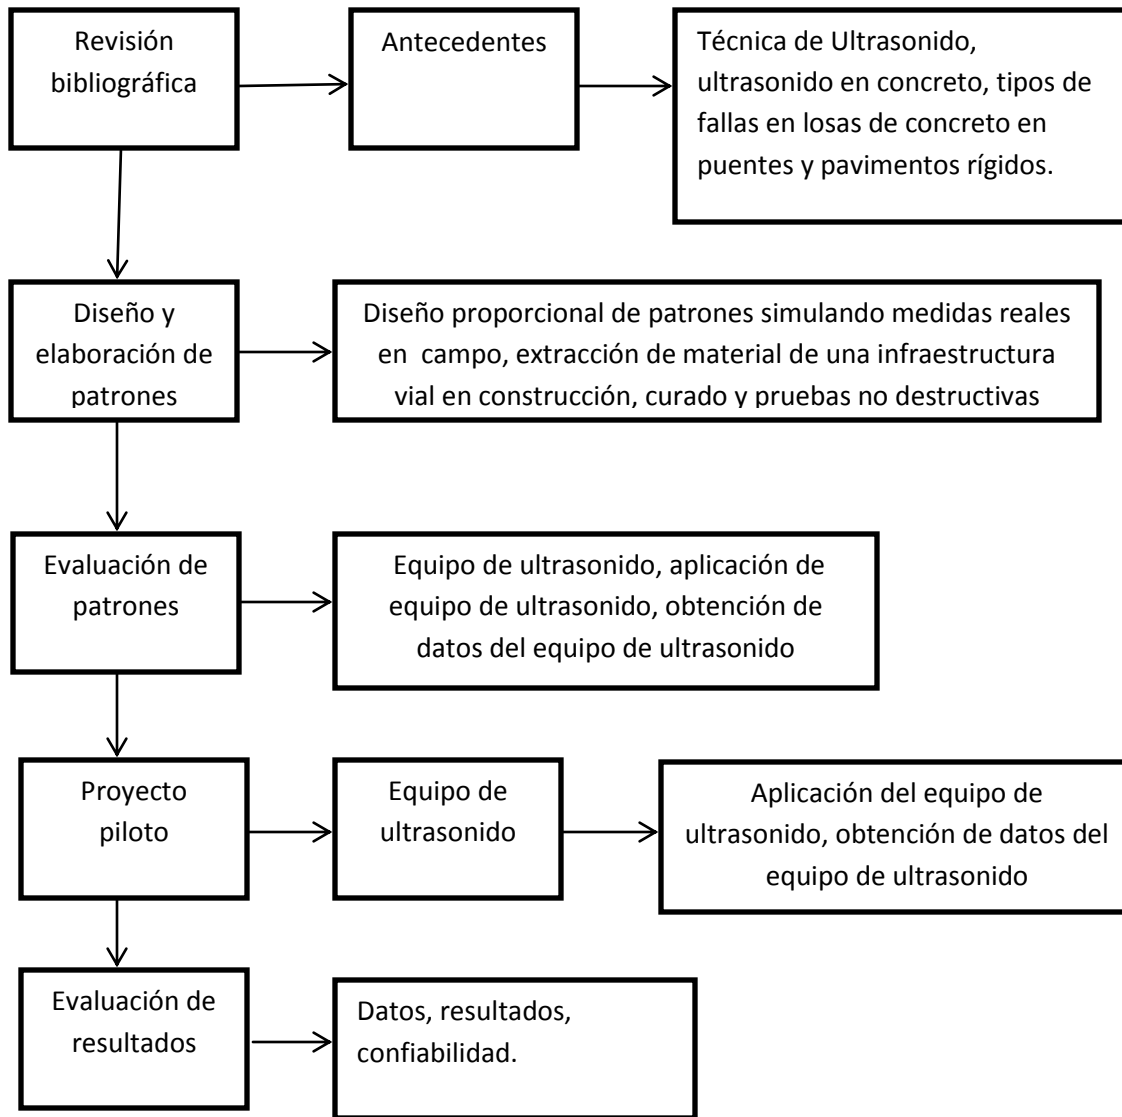 Revisión
bibliográfica
Antecedentes
Técnica de Ultrasonido,
ultrasonido en concreto, tipos de
fallas en losas de concreto en
puentes y pavimentos rígidos.
Diseño y
elaboración de
patrones
Diseño proporcional de patrones simulando medidas reales
en campo, extracción de material de una infraestructura
vial en construcción, curado y pruebas no destructivas
Evaluación de
patrones
Equipo de ultrasonido, aplicación de
equipo de ultrasonido, obtención de
datos del equipo de ultrasonido
Proyecto
piloto
Equipo de
ultrasonido
Aplicación del equipo de
ultrasonido, obtención de datos del
equipo de ultrasonido
Evaluación de
resultados
Datos, resultados,
confiabilidad.